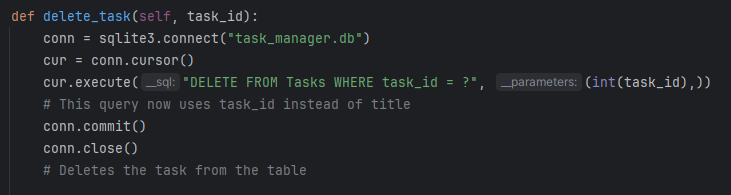 def delete_task(self, task_id):
conn = sqlite3.connect("task_manager.db")
cur = conn.cursor()
cur.execute(__sql: "DELETE FROM Tasks WHERE task_id = ?", __parameters: (int(task_id),))
# This query now uses task_id instead of title
conn.commit()
conn.close()
# Deletes the task from the table